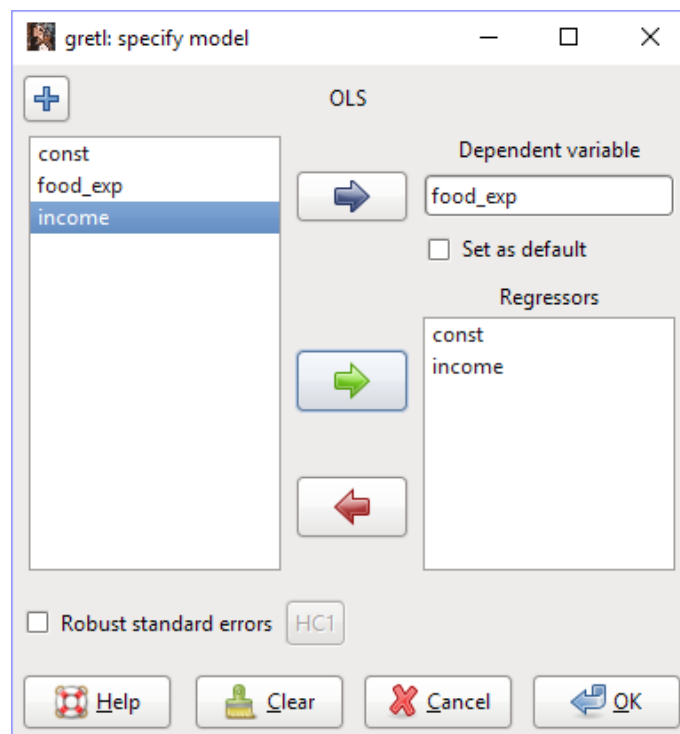 gretl: specify model
OLS
const
food_exp
income
Dependent variable
food_exp
Set as default
Regressors
const
income
Robust standard errors HC1
Help Clear Cancel OK